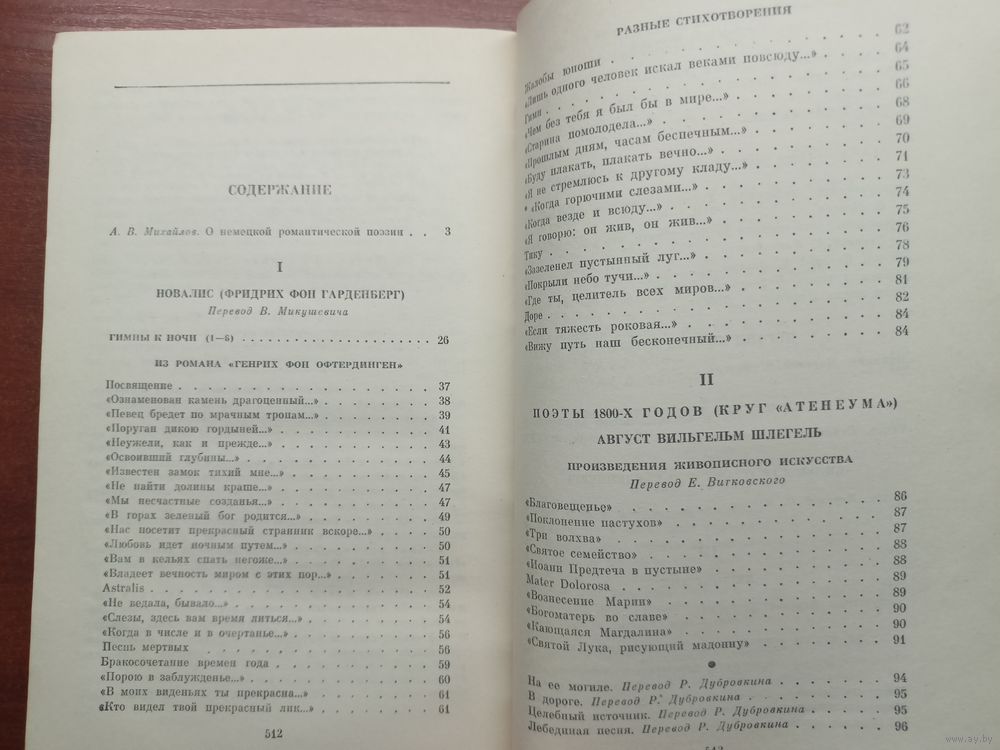 СОДЕРЖАНИЕ
А. В. Михайлов. О немецкой романтической поэзии . . 3
I
НОВАЛИС (ФРИДРИХ ФОН ГАРДЕНБЕРГ)
Перевод В. Микушевича
ГИМНЫ К НОЧИ (1—6) . . . . . . . . . . 26
ИЗ РОМАНА «ГЕНРИХ ФОН ОФТЕРДИНГЕН»
Посвящение . . . . . . . . . . 37
«Ознаменован камень драгоценный...» . . . . . . 38
«Певец бредет по мрачным тропам...» . . . . . . 39
«Поруган дикою гордыней...» . . . . . . . . 41
«Неужели, как и прежде...» . . . . . . . . 43
«Освоивший глубины...» . . . . . . . . . 44
«Известен замок тихий мне...» . . . . . . . . 45
«Не найти долины краше...» . . . . . . . . 47
«Мы несчастные созданья...» . . . . . . . . 47
«В горах зеленый бог родится...» . . . . . . . 49
«Нас посетит прекрасный странник вскоре...» . . . . 50
«Любовь идет ночным путем...» . . . . . . . . 50
«Вам в кельях спать негоже...» . . . . . . . . 51
«Владеет вечность миром с этих пор...» . . . . . . 51
Astralis . . . . . . . . . . 52
«Не ведала, бывало...» . . . . . . . . . 54
«Слезы, здесь вам время литься...» . . . . . . . 54
«Когда в числе и в очертанье...» . . . . . . . . 56
Песнь мертвых . . . . . . . . . . 56
Бракосочетание времен года . . . . . . . . 59
«Порою в заблужденье...» . . . . . . . . . 60
«В моих виденьях ты прекрасна...» . . . . . . . 61
«Кто видел твой прекрасный лик...» . . . . . . . 61
512
РАЗНЫЕ СТИХОТВОРЕНИЯ
Жалобы юноши . . . . . . . . . . 62
«Лишь одного человек искал веками повсюду...» . . . 64
Гимн . . . . . . . . . . 65
«Чем без тебя я был бы в мире...» . . . . . . . 66
«Старина помолодела...» . . . . . . . . . 68
«Прошлым дням, часам беспечным...» . . . . . . 69
«Буду плакать, плакать вечно...» . . . . . . . 70
«Я не стремлюсь к другому кладу...» . . . . . . 71
«Когда горючими слезами...» . . . . . . . . 73
«Когда везде и всюду...» . . . . . . . . . 74
«Я говорю: он жив, он жив...» . . . . . . . . 75
Тику . . . . . . . . . . 76
«Зазеленел пустынный луг...» . . . . . . . . 78
«Покрыли небо тучи...» . . . . . . . . . 79
«Где ты, целитель всех миров...» . . . . . . . 81
Доре . . . . . . . . . . 82
«Если тяжесть роковая...» . . . . . . . . . 84
«Вижу путь наш бесконечный...» . . . . . . . . 84
II
ПОЭТЫ 1800-Х ГОДОВ (КРУГ «АТЕНЕУМА»)
АВГУСТ ВИЛЬГЕЛЬМ ШЛЕГЕЛЬ
ПРОИЗВЕДЕНИЯ ЖИВОПИСНОГО ИСКУССТВА
Перевод Е. Витковского
«Благовещенье» . . . . . . . . . . 86
«Поклонение пастухов» . . . . . . . . . 87
«Три волхва» . . . . . . . . . . 87
«Святое семейство» . . . . . . . . . 88
«Иоанн Предтеча в пустыне» . . . . . . . . 88
Mater Dolorosa . . . . . . . . . . 89
«Вознесение Марии» . . . . . . . . . 89
«Богоматерь во славе» . . . . . . . . . 90
«Кающаяся Магдалина» . . . . . . . . . 90
«Святой Лука, рисующий мадонну» . . . . . . . 91
На ее могиле. Перевод Р. Дубровкина . . . . . . 94
В дороге. Перевод Р. Дубровкина . . . . . . . 95
Целебный источник. Перевод Р. Дубровкина . . . . 95
Лебединая песня. Перевод Р. Дубровкина . . . . . 96
513
www.ay.by